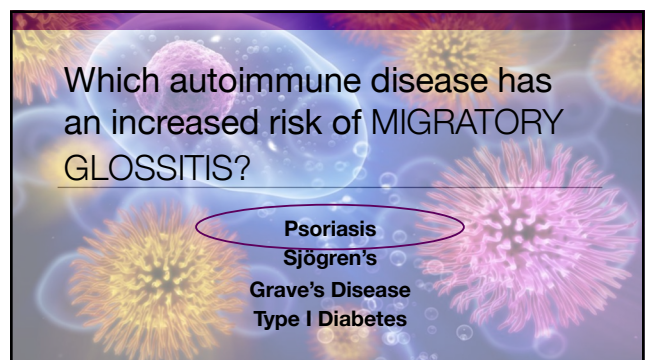 Which autoimmune disease has
an increased risk of MIGRATORY
GLOSSITIS?
Psoriasis
Sjögren's
Grave's Disease
Type I Diabetes